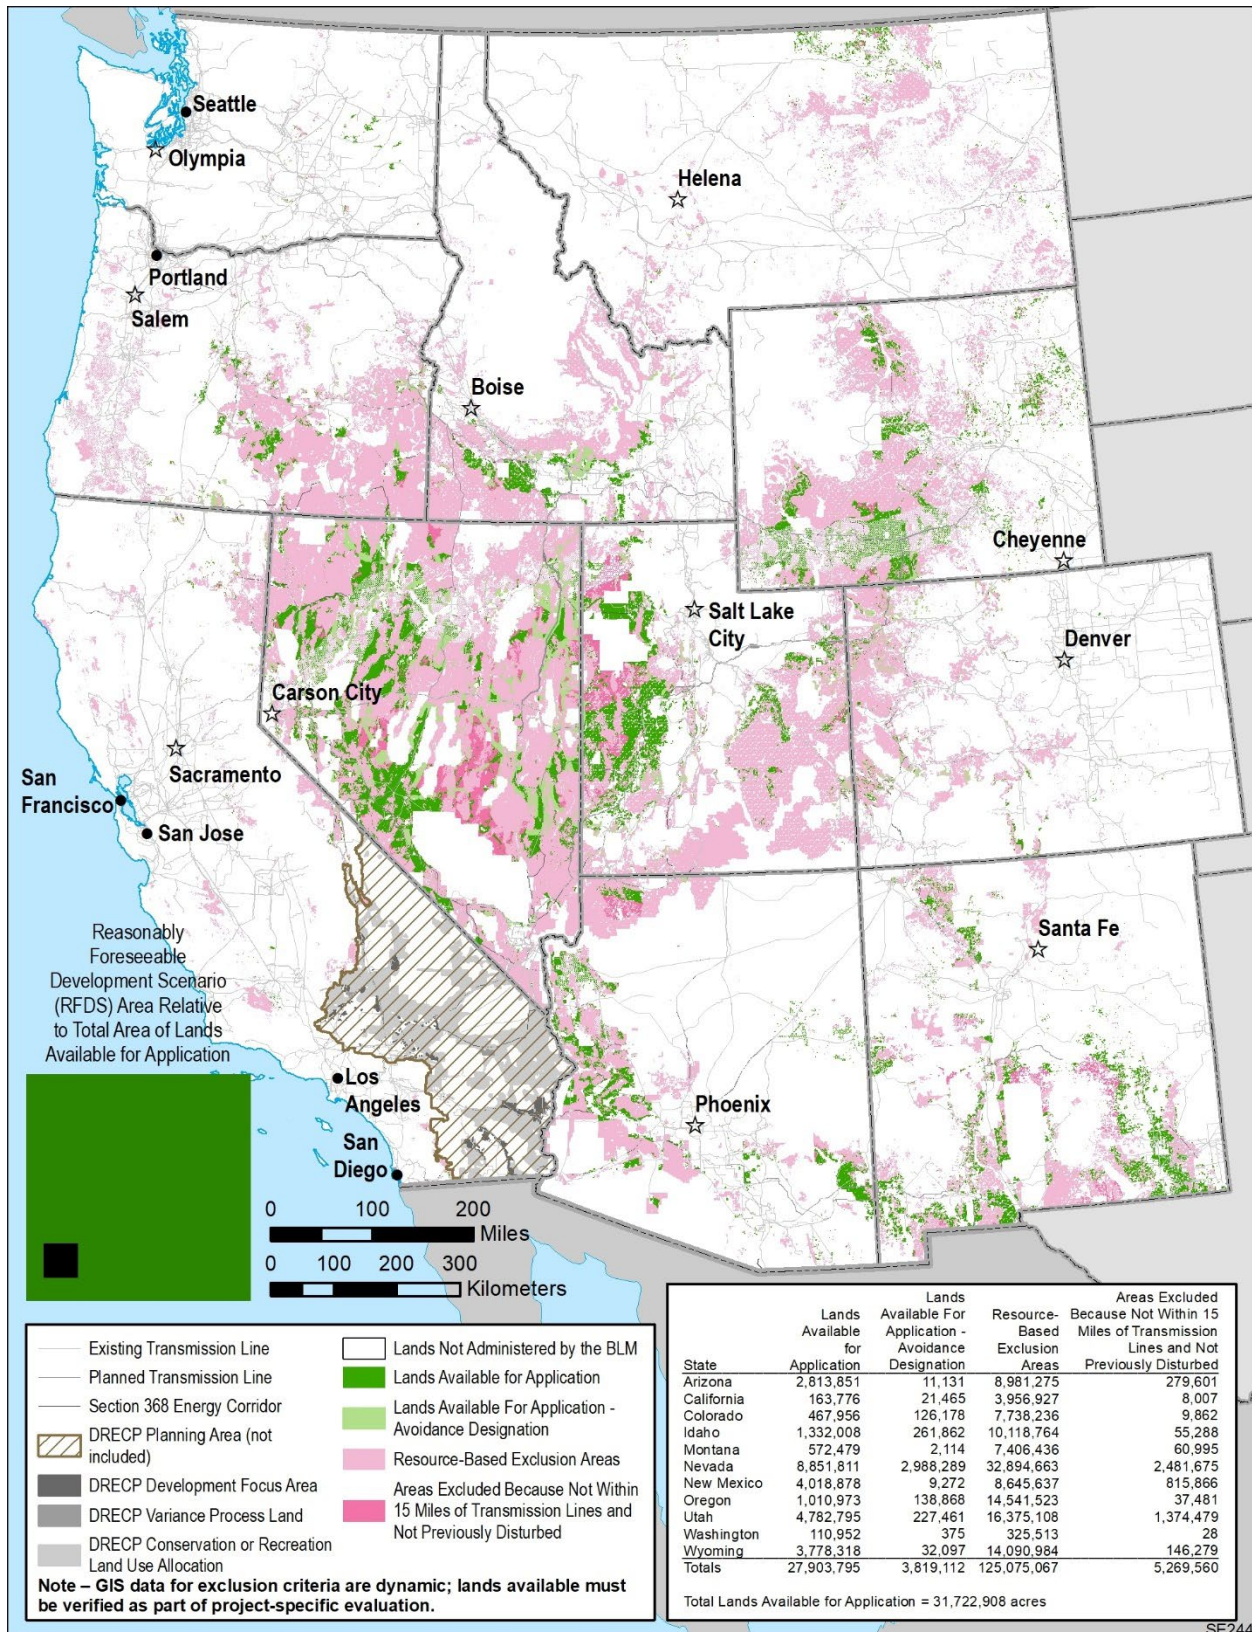 Seattle
Olympia
Helena
Portland
Salem
Boise
Cheyenne
Salt Lake
City
Denver
Carson City
Sacramento
San
Francisco
San Jose
Santa Fe
Reasonably
Foreseeable
Development Scenario
(RFDS) Area Relative
to Total Area of Lands
Available for Application
Los
Angeles
Phoenix
San
Diego
0 100 200
Miles
0 100 200 300
Kilometers
Existing Transmission Line
Planned Transmission Line
Section 368 Energy Corridor
DRECP Planning Area (not
included)
DRECP Development Focus Area
DRECP Variance Process Land
DRECP Conservation or Recreation
Land Use Allocation
Lands Not Administered by the BLM
Lands Available for Application
Lands Available For Application -
Avoidance Designation
Resource-Based Exclusion Areas
Areas Excluded Because Not Within
15 Miles of Transmission Lines and
Not Previously Disturbed
Note – GIS data for exclusion criteria are dynamic; lands available must
be verified as part of project-specific evaluation.
Lands Areas Excluded
Lands Available For Resource- Because Not Within 15
Available Application - Based Miles of Transmission
for Avoidance Exclusion Lines and Not
State Application Designation Areas Previously Disturbed
Arizona 2,813,851 11,131 8,981,275 279,601
California 163,776 21,465 3,956,927 8,007
Colorado 467,956 126,178 7,738,236 9,862
Idaho 1,332,008 261,862 10,118,764 55,288
Montana 572,479 2,114 7,406,436 60,995
Nevada 8,851,811 2,988,289 32,894,663 2,481,675
New Mexico 4,018,878 9,272 8,645,637 815,866
Oregon 1,010,973 138,868 14,541,523 37,481
Utah 4,782,795 227,461 16,375,108 1,374,479
Washington 110,952 375 325,513 28
Wyoming 3,778,318 32,097 14,090,984 146,279
Totals 27,903,795 3,819,112 125,075,067 5,269,560
Total Lands Available for Application = 31,722,908 acres
SE244